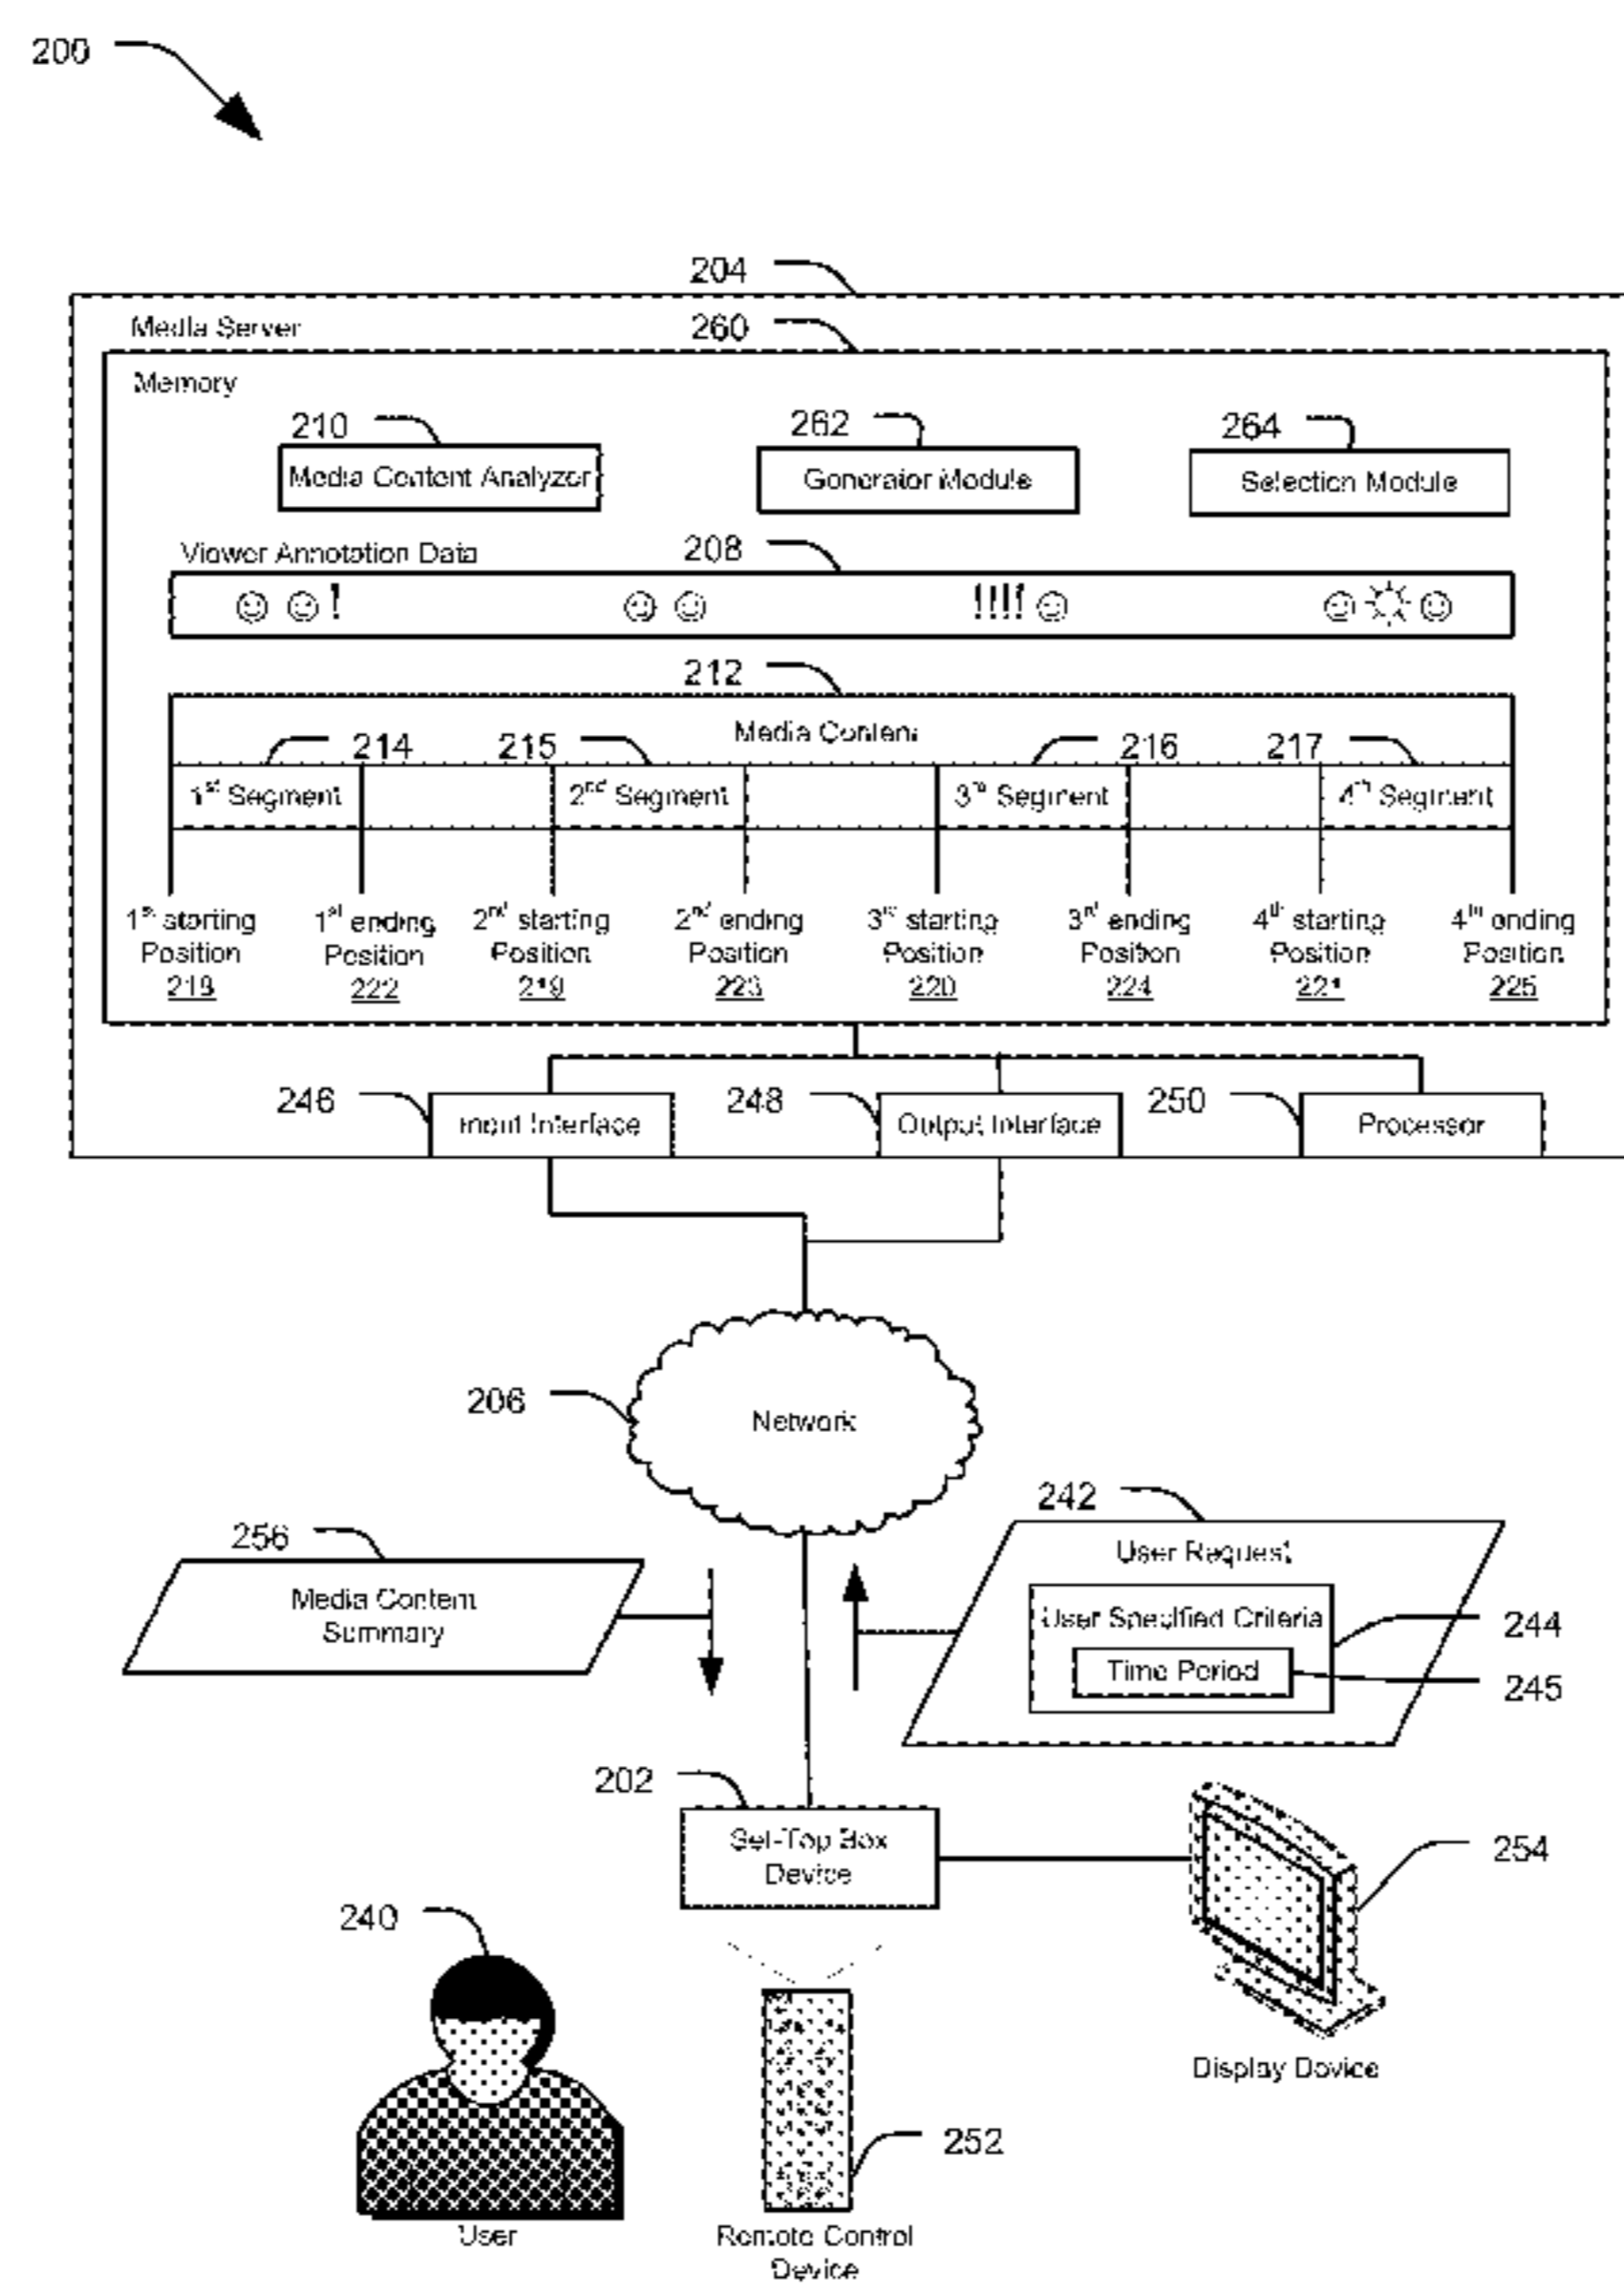 200
204
Media Server
260
Memory
210
262
264
Media Content Analyzer
Generator Module
Selection Module
Viewer Annotation Data
208
☺ ☺ ! ☺ ☺ !!!! ☺ ☺ ☼ ☺
212
Media Content
214 215 216 217
1st Segment 2nd Segment 3rd Segment 4th Segment
1st starting 1st ending 2nd starting 2nd ending 3rd starting 3rd ending 4th starting 4th ending
Position Position Position Position Position Position Position Position
218 222 219 223 220 224 221 225
246 248 250
Input Interface Output Interface Processor
206
Network
242
256
User Request
Media Content
Summary
User Specified Criteria
244
Time Period
245
202
Set-Top Box
Device
254
240
Display Device
252
User
Remote Control
Device